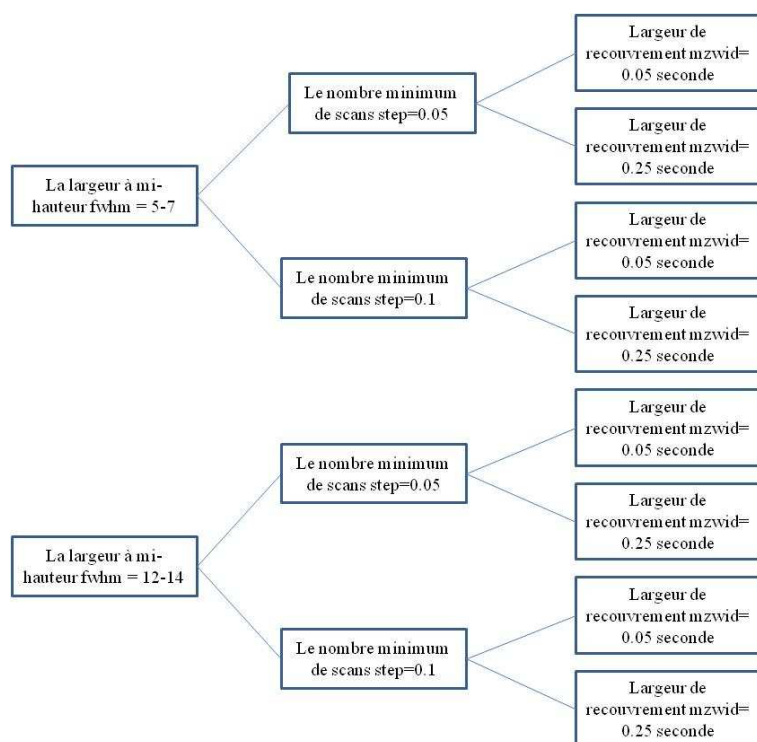 La largeur à mi-
hauteur fwhm = 5-7
Le nombre minimum
de scans step=0.05
Largeur de
recouvrement mzwid=
0.05 seconde
Largeur de
recouvrement mzwid=
0.25 seconde
Le nombre minimum
de scans step=0.1
Largeur de
recouvrement mzwid=
0.05 seconde
Largeur de
recouvrement mzwid=
0.25 seconde
La largeur à mi-
hauteur fwhm = 12-14
Le nombre minimum
de scans step=0.05
Largeur de
recouvrement mzwid=
0.05 seconde
Largeur de
recouvrement mzwid=
0.25 seconde
Le nombre minimum
de scans step=0.1
Largeur de
recouvrement mzwid=
0.05 seconde
Largeur de
recouvrement mzwid=
0.25 seconde